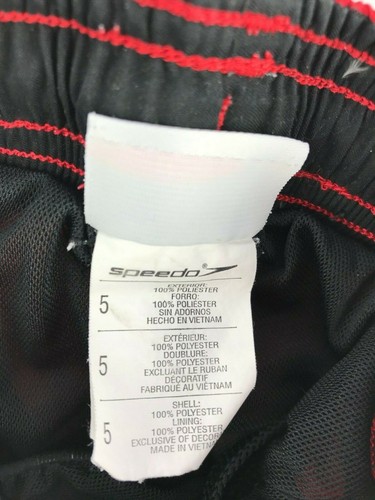 speedo
5
EXTERIOR
100% POLIESTER
FORRO:
100% POLIESTER
SIN ADORNOS
HECHO EN VIETNAM
5
EXTÉRIEUR:
100% POLYESTER
DOUBLURE:
100% POLYESTER
EXCLUANT LE RUBAN
DÉCORATIF
FABRIQUÉ AU VIETNAM
5
SHELL:
100% POLYESTER
LINING:
100% POLYESTER
EXCLUSIVE OF DECOR
MADE IN VIETN